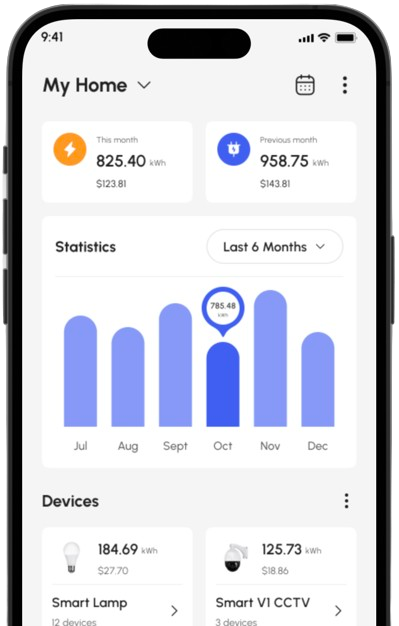 9:41
My Home
This month
825.40 kWh
$123.81
Previous month
958.75 kWh
$143.81
Statistics
Last 6 Months
785.48
kWh
Jul Aug Sept Oct Nov Dec
Devices
184.69 kWh
$27.70
Smart Lamp
12 devices
125.73 kWh
$18.86
Smart V1 CCTV
3 devices